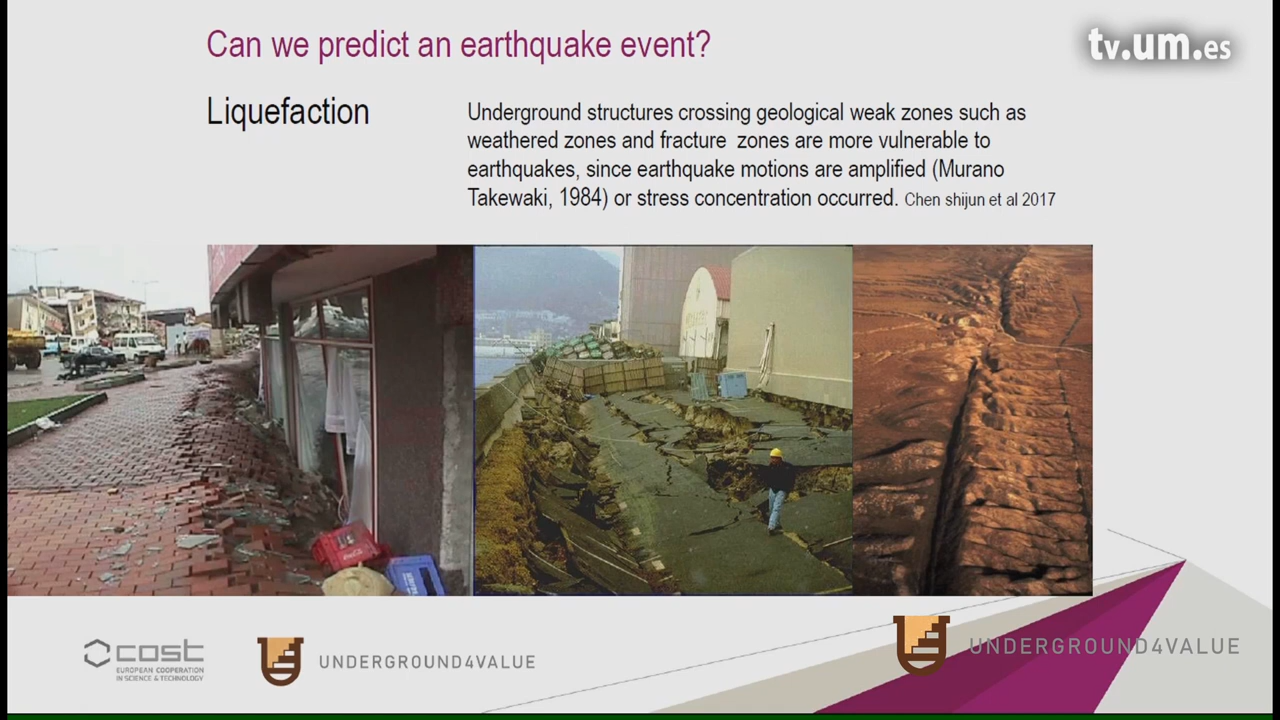 Can we predict an earthquake event?
tv.um.es
Liquefaction
Underground structures crossing geological weak zones such as
weathered zones and fracture zones are more vulnerable to
earthquakes, since earthquake motions are amplified (Murano
Takewaki, 1984) or stress concentration occurred. Chen shijun et al 2017
cost
EUROPEAN COOPERATION
IN SCIENCE & TECHNOLOGY
UNDERGROUND4VALUE
UNDERGROUND4VALUE